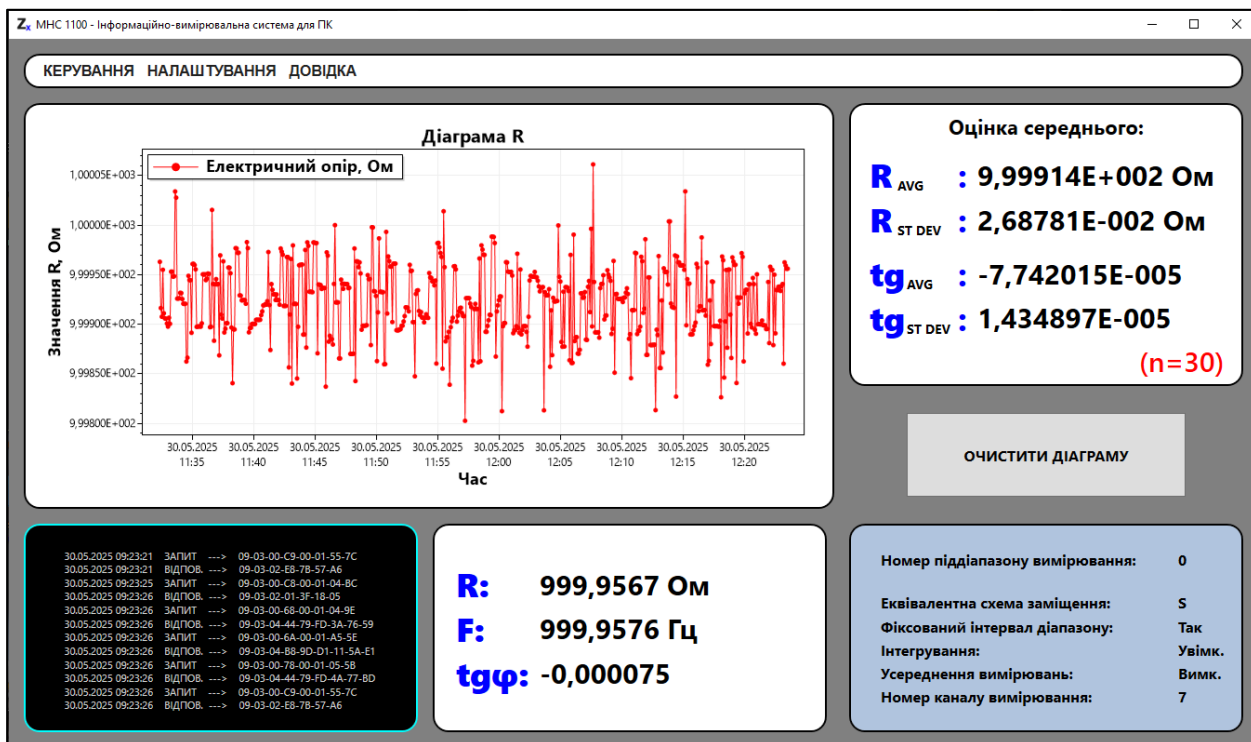 Zx МНС 1100 - Інформаційно-вимірювальна система для ПК
КЕРУВАННЯ НАЛАШТУВАННЯ ДОВІДКА
Діаграма R
Електричний опір, Ом
Значення R, Ом
1,00005E+003
1,00000E+003
9,99950E+002
9,99900E+002
9,99850E+002
9,99800E+002
30.05.2025 30.05.2025 30.05.2025 30.05.2025 30.05.2025 30.05.2025 30.05.2025 30.05.2025 30.05.2025 30.05.2025
11:35 11:40 11:45 11:50 11:55 12:00 12:05 12:10 12:15 12:20
Час
Оцінка середнього:
R AVG : 9,99914E+002 Ом
R ST DEV : 2,68781E-002 Ом
tg AVG : -7,742015E-005
tg ST DEV : 1,434897E-005
(n=30)
ОЧИСТИТИ ДІАГРАМУ
30.05.2025 09:23:21 ЗАПИТ ---> 09-03-00-C9-00-01-55-7C
30.05.2025 09:23:21 ВІДПОВ. ---> 09-03-02-E8-7B-57-A6
30.05.2025 09:23:25 ЗАПИТ ---> 09-03-00-C8-00-01-04-BC
30.05.2025 09:23:26 ВІДПОВ. ---> 09-03-02-01-3F-18-05
30.05.2025 09:23:26 ЗАПИТ ---> 09-03-00-68-00-01-04-9E
30.05.2025 09:23:26 ВІДПОВ. ---> 09-03-04-44-79-FD-3A-76-59
30.05.2025 09:23:26 ЗАПИТ ---> 09-03-00-6A-00-01-A5-5E
30.05.2025 09:23:26 ВІДПОВ. ---> 09-03-04-B8-9D-D1-11-5A-E1
30.05.2025 09:23:26 ЗАПИТ ---> 09-03-00-78-00-01-05-5B
30.05.2025 09:23:26 ВІДПОВ. ---> 09-03-04-44-79-FD-4A-77-BD
30.05.2025 09:23:26 ЗАПИТ ---> 09-03-00-C9-00-01-55-7C
30.05.2025 09:23:26 ВІДПОВ. ---> 09-03-02-E8-7B-57-A6
R: 999,9567 Ом
F: 999,9576 Гц
tgφ: -0,000075
Номер піддіапазону вимірювання: 0
Еквівалентна схема заміщення: S
Фіксований інтервал діапазону: Так
Інтегрування: Увімк.
Усереднення вимірювань: Вимк.
Номер каналу вимірювання: 7